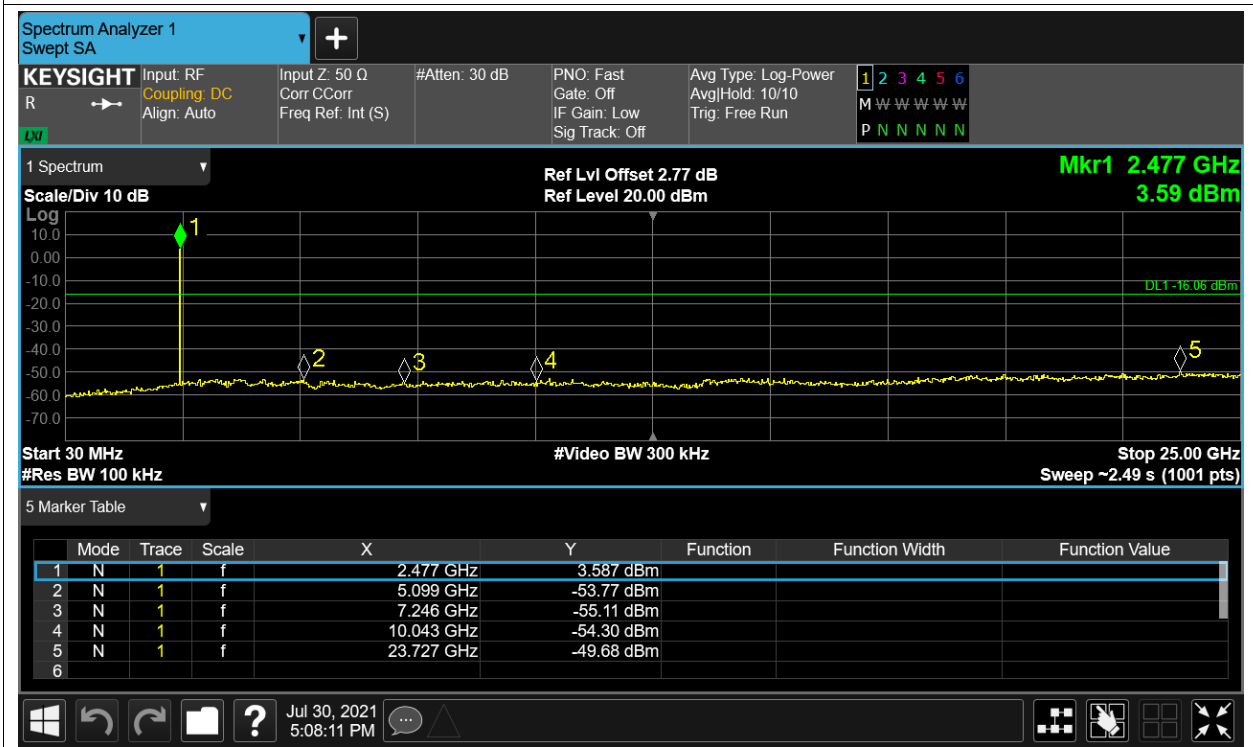 Spectrum Analyzer 1
Swept SA
+
KEYSIGHT Input: RF Input Z: 50 Ω #Atten: 30 dB PNO: Fast Avg Type: Log-Power 1 2 3 4 5 6
R Coupling: DC Corr CCorr Gate: Off Avg|Hold: 10/10 M W W W W W
Align: Auto Freq Ref: Int (S) IF Gain: Low Trig: Free Run
LXI Sig Track: Off P N N N N N
1 Spectrum Ref Lvl Offset 2.77 dB Mkr1 2.477 GHz
Scale/Div 10 dB Ref Level 20.00 dBm 3.59 dBm
Log
10.0 1
0.00
-10.0
DL1 -16.06 dBm
-20.0
-30.0
-40.0
2 3 4 5
-50.0
-60.0
-70.0
Start 30 MHz #Video BW 300 kHz Stop 25.00 GHz
#Res BW 100 kHz Sweep ~2.49 s (1001 pts)
5 Marker Table
Mode Trace Scale X Y Function Function Width Function Value
1 N 1 f 2.477 GHz 3.587 dBm
2 N 1 f 5.099 GHz -53.77 dBm
3 N 1 f 7.246 GHz -55.11 dBm
4 N 1 f 10.043 GHz -54.30 dBm
5 N 1 f 23.727 GHz -49.68 dBm
6
? Jul 30, 2021
5:08:11 PM